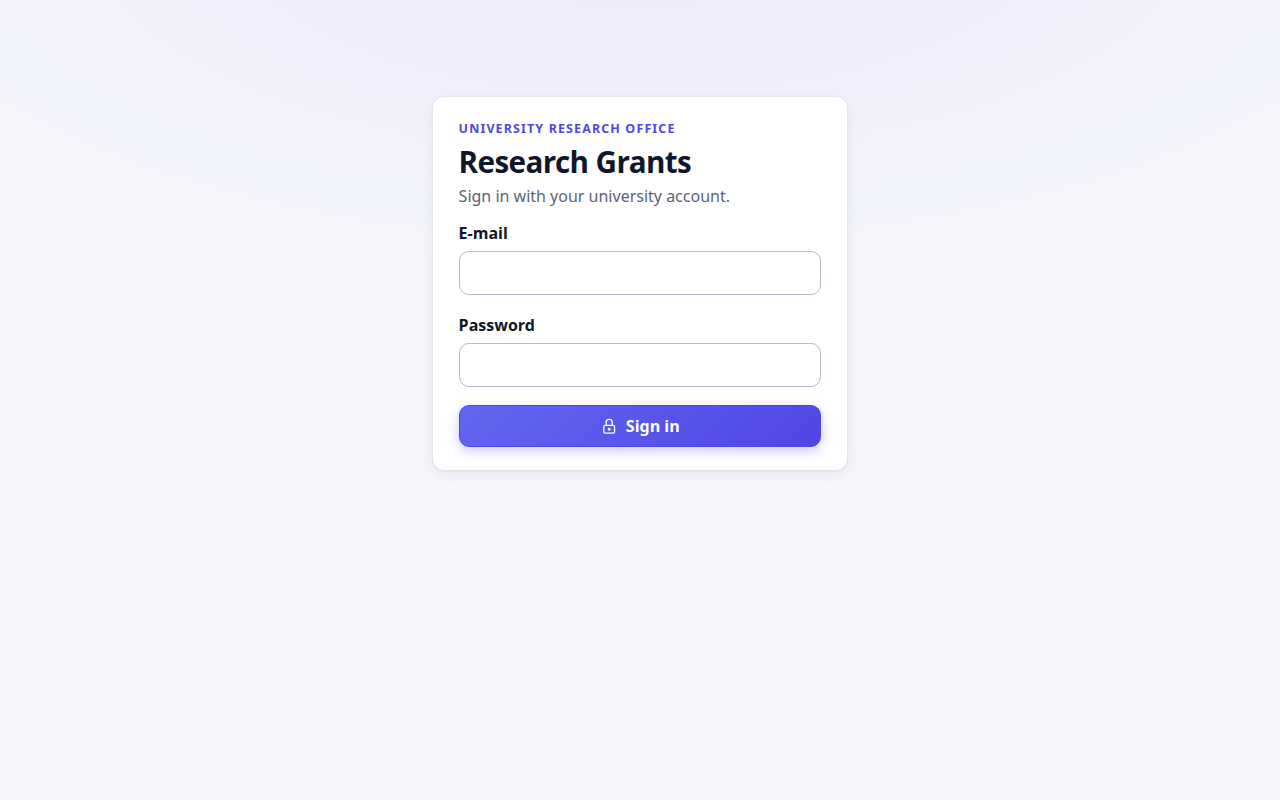 UNIVERSITY RESEARCH OFFICE
Research Grants
Sign in with your university account.
E-mail
Password
Sign in